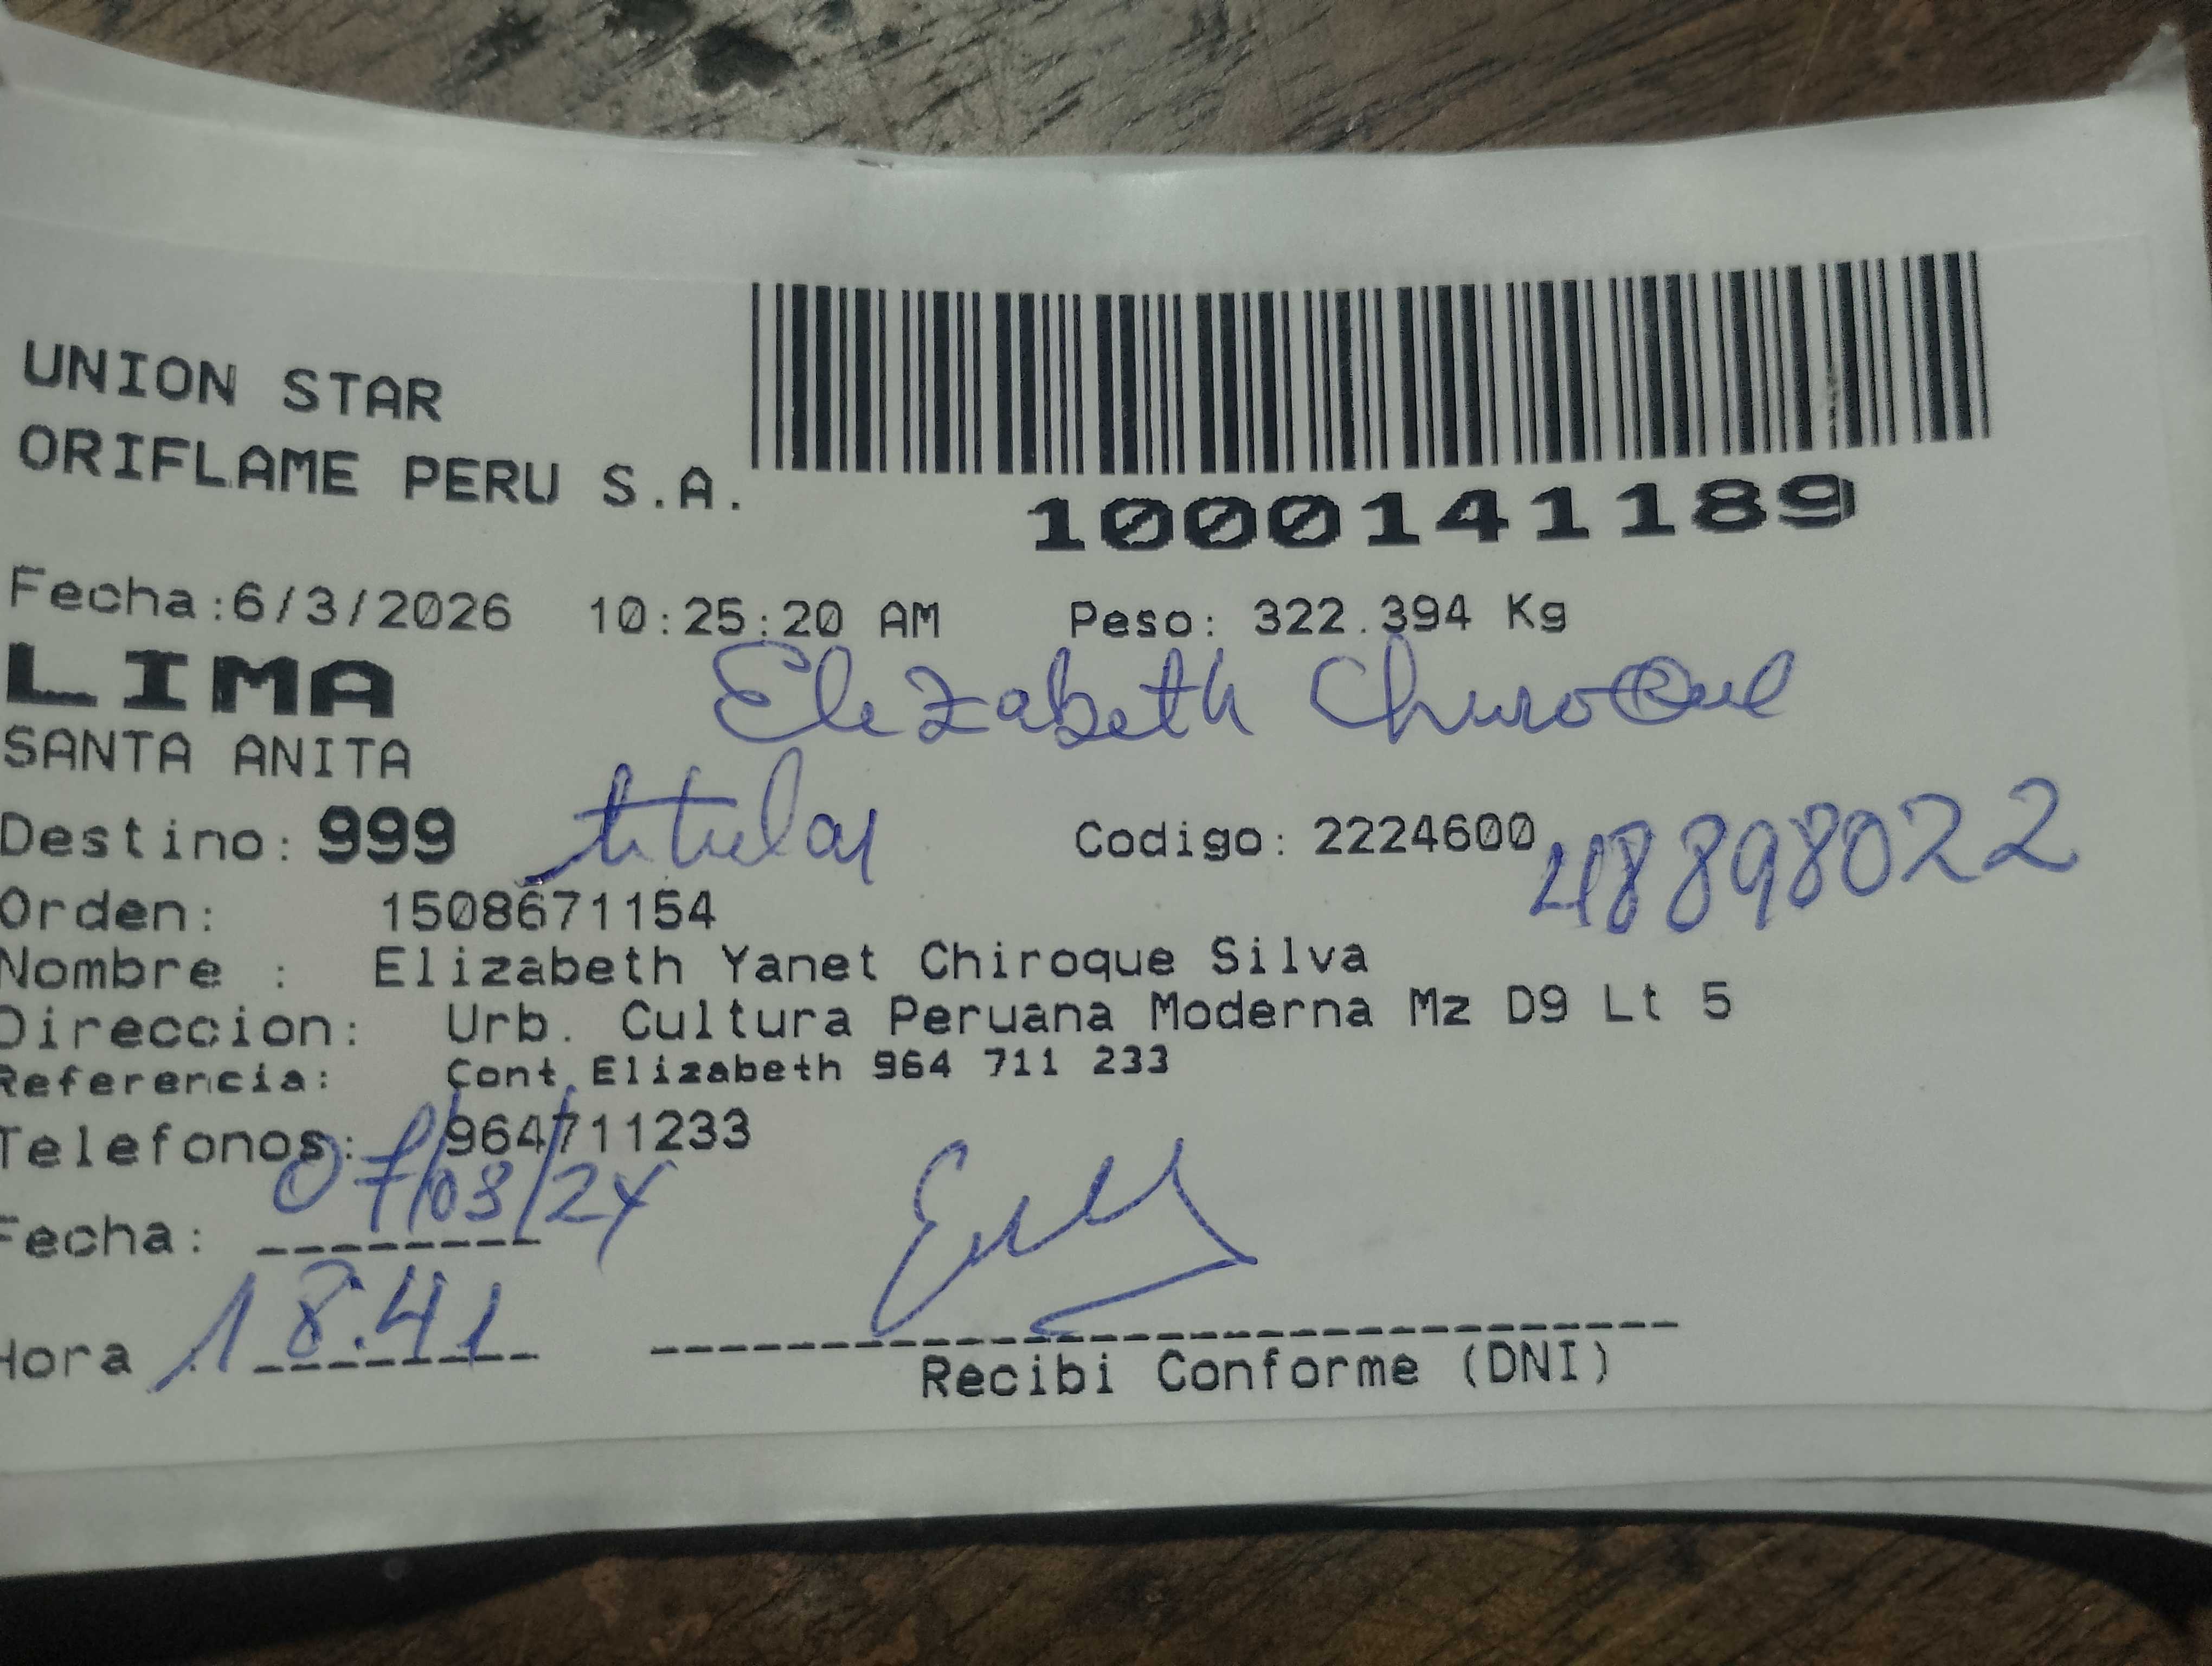 UNION STAR
ORIFLAME PERU S.A.
1000141189
Fecha:6/3/2026 10:25:20 AM Peso: 322.394 Kg
LIMA
Elizabeth Chiroque
SANTA ANITA
titular
Destino: 999 Codigo: 2224600
48898022
Orden: 1508671154
Nombre : Elizabeth Yanet Chiroque Silva
Direccion: Urb. Cultura Peruana Moderna Mz D9 Lt 5
Referencia: Cont. Elizabeth 964 711 233
Telefonos: 964711233
Fecha: 07/03/24
Hora 18:41
Recibi Conforme (DNI)